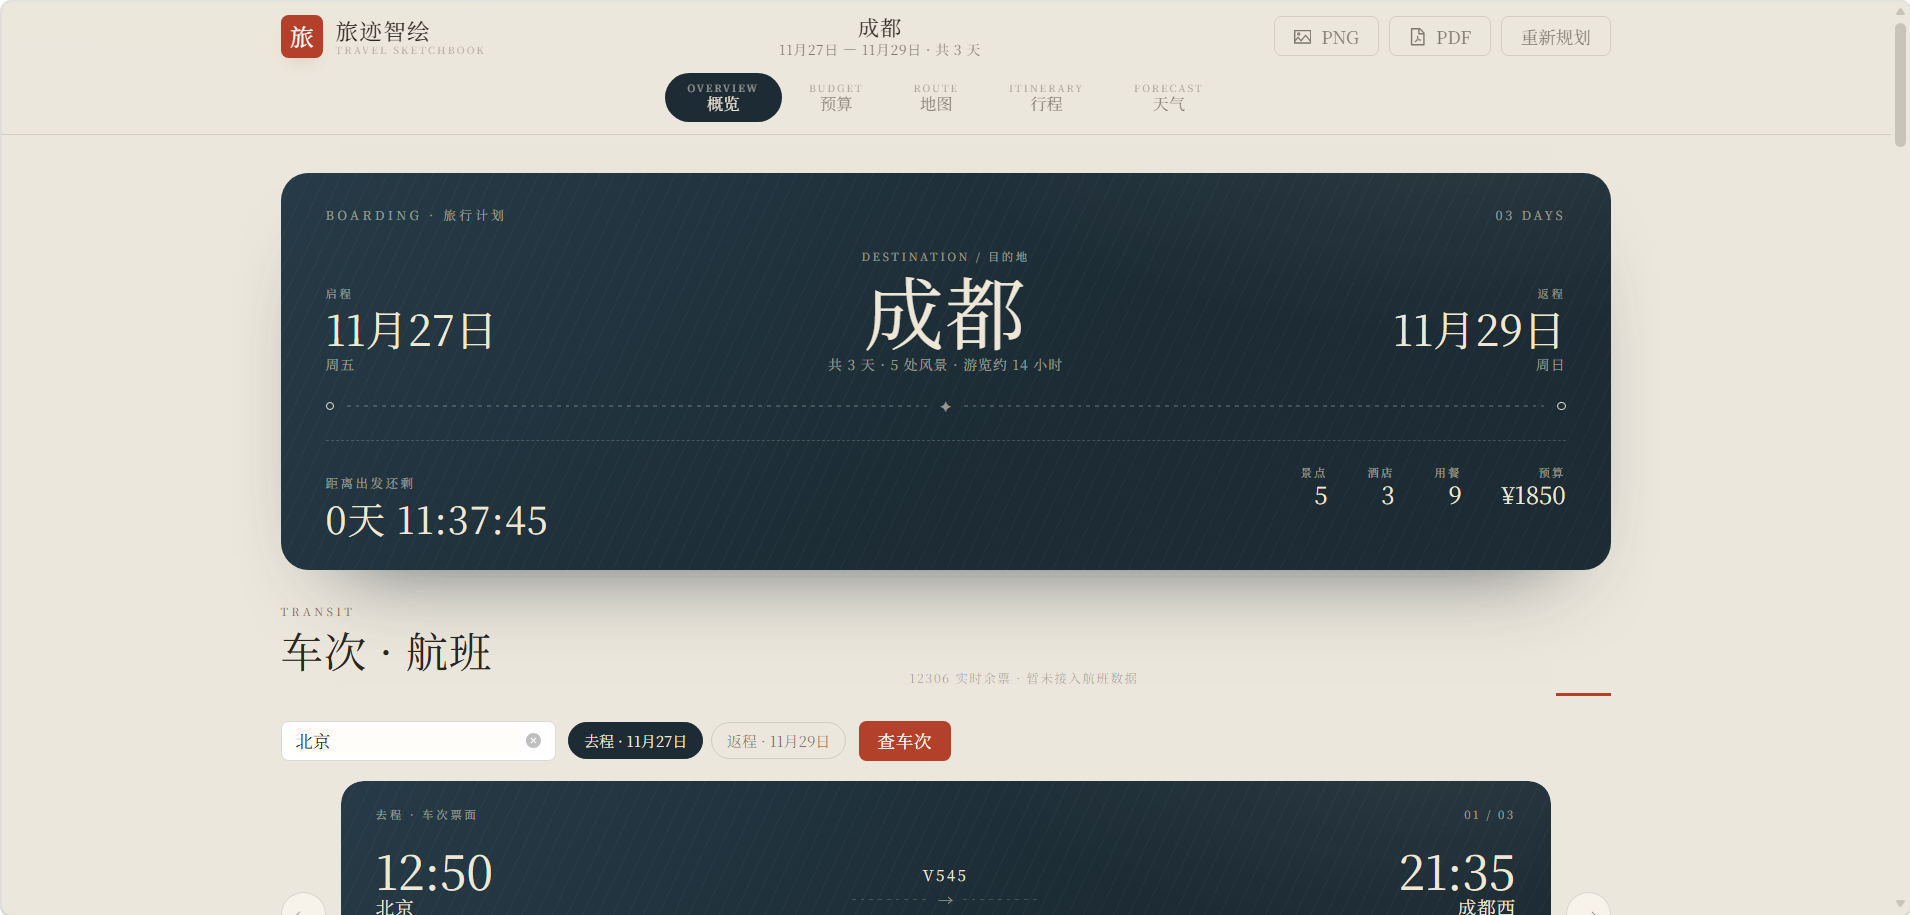 旅
旅迹智绘
TRAVEL SKETCHBOOK
成都
11月27日 — 11月29日 · 共 3 天
PNG
PDF
重新规划
OVERVIEW
概览
BUDGET
预算
ROUTE
地图
ITINERARY
行程
FORECAST
天气
BOARDING · 旅行计划
03 DAYS
DESTINATION / 目的地
成都
共 3 天 · 5 处风景 · 游览约 14 小时
启程
11月27日
周五
返程
11月29日
周日
距离出发还剩
0天 11:37:45
景点
5
酒店
3
用餐
9
预算
¥1850
TRANSIT
车次 · 航班
12306 实时余票 · 暂未接入航班数据
北京
去程 · 11月27日
返程 · 11月29日
查车次
去程 · 车次票面
01 / 03
12:50
北京
V545
21:35
成都西